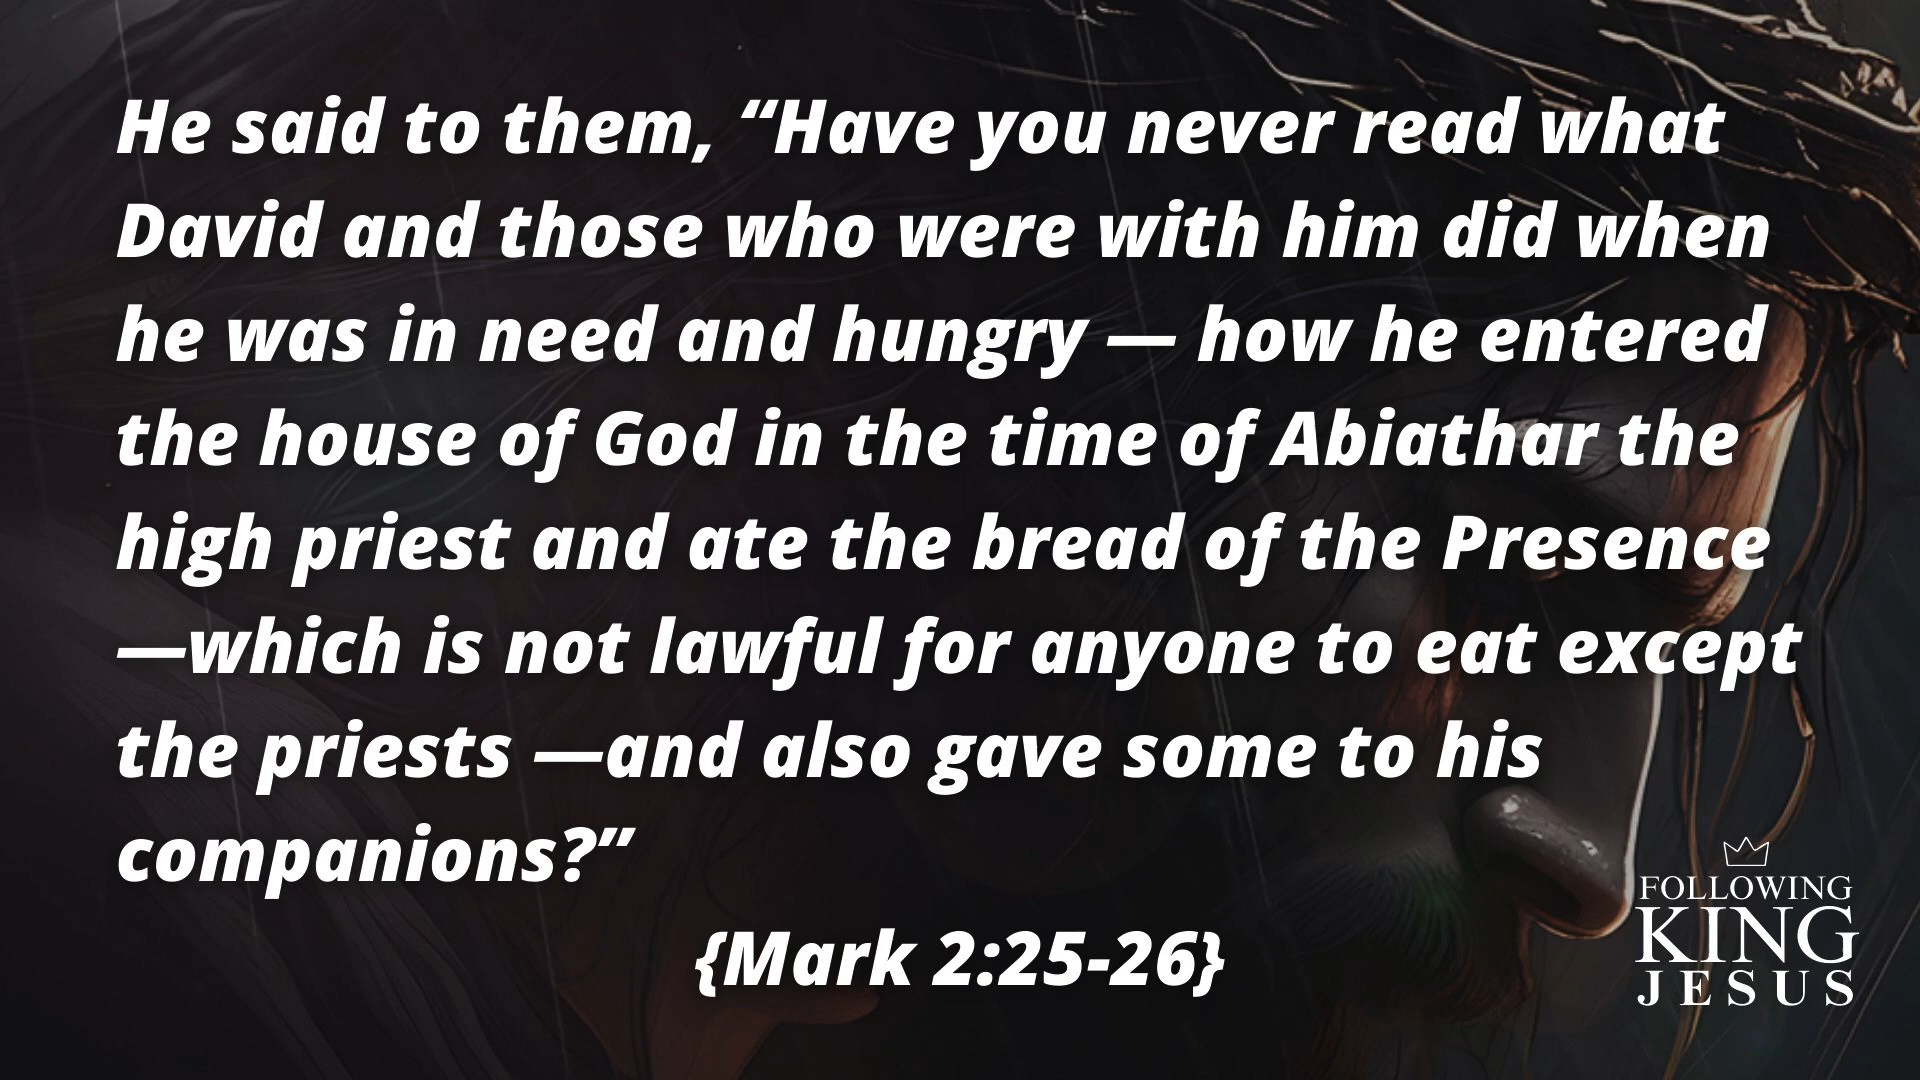 He said to them, “Have you never read what
David and those who were with him did when
he was in need and hungry — how he entered
the house of God in the time of Abiathar the
high priest and ate the bread of the Presence
—which is not lawful for anyone to eat except
the priests —and also gave some to his
companions?”
{Mark 2:25-26}
FOLLOWING
KING
JESUS